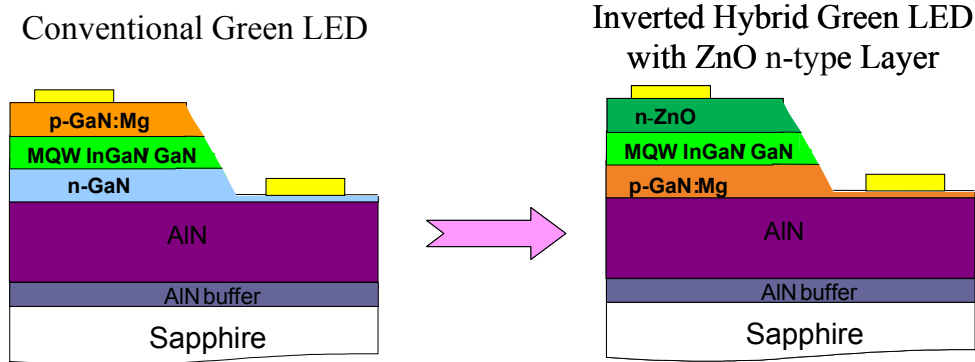 Conventional Green LED
p-GaN:Mg
MQW InGaN/ GaN
n-GaN
AlN
AlN buffer
Sapphire
Inverted Hybrid Green LED
with ZnO n-type Layer
n-ZnO
MQW InGaN/ GaN
p-GaN:Mg
AlN
AlN buffer
Sapphire